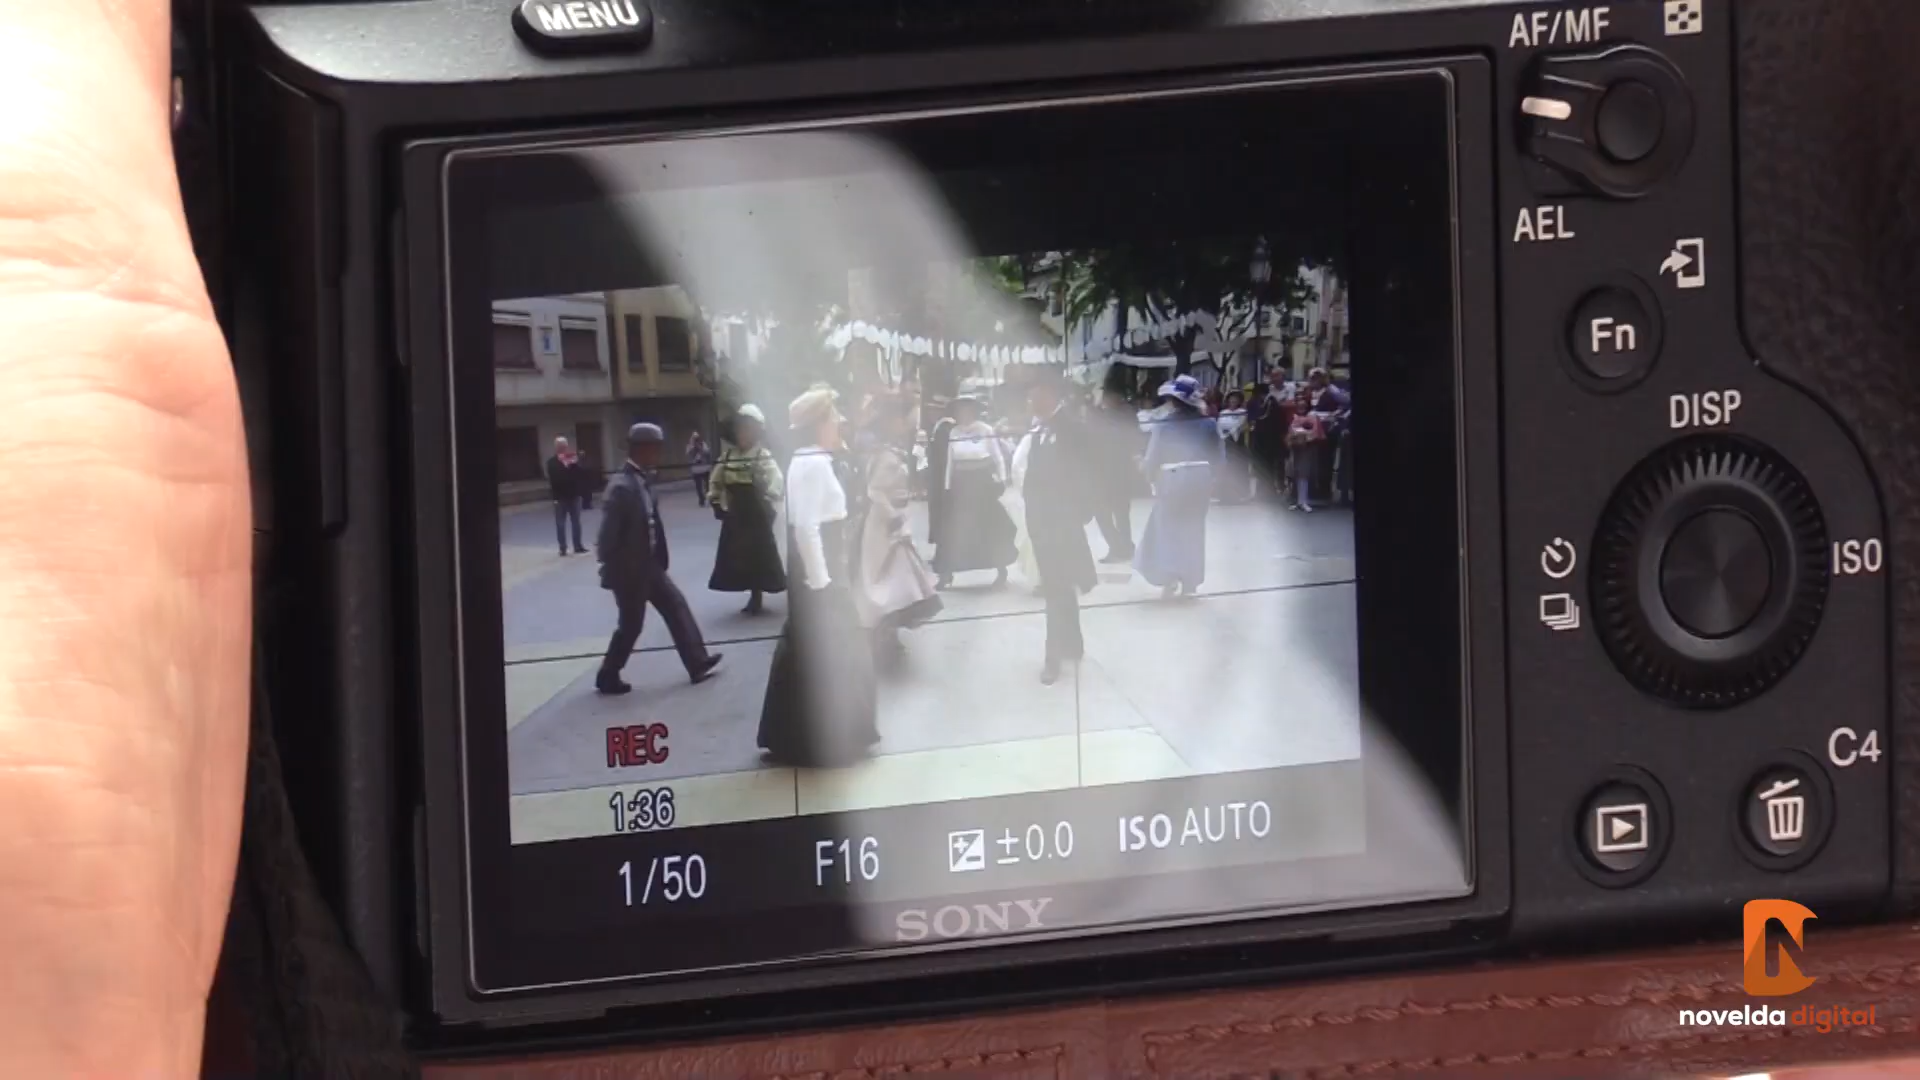 MENU
AF/MF
AEL
Fn
DISP
ISO
C4
REC
1:36
1/50 F16 ±0.0 ISO AUTO
SONY
novelda digital